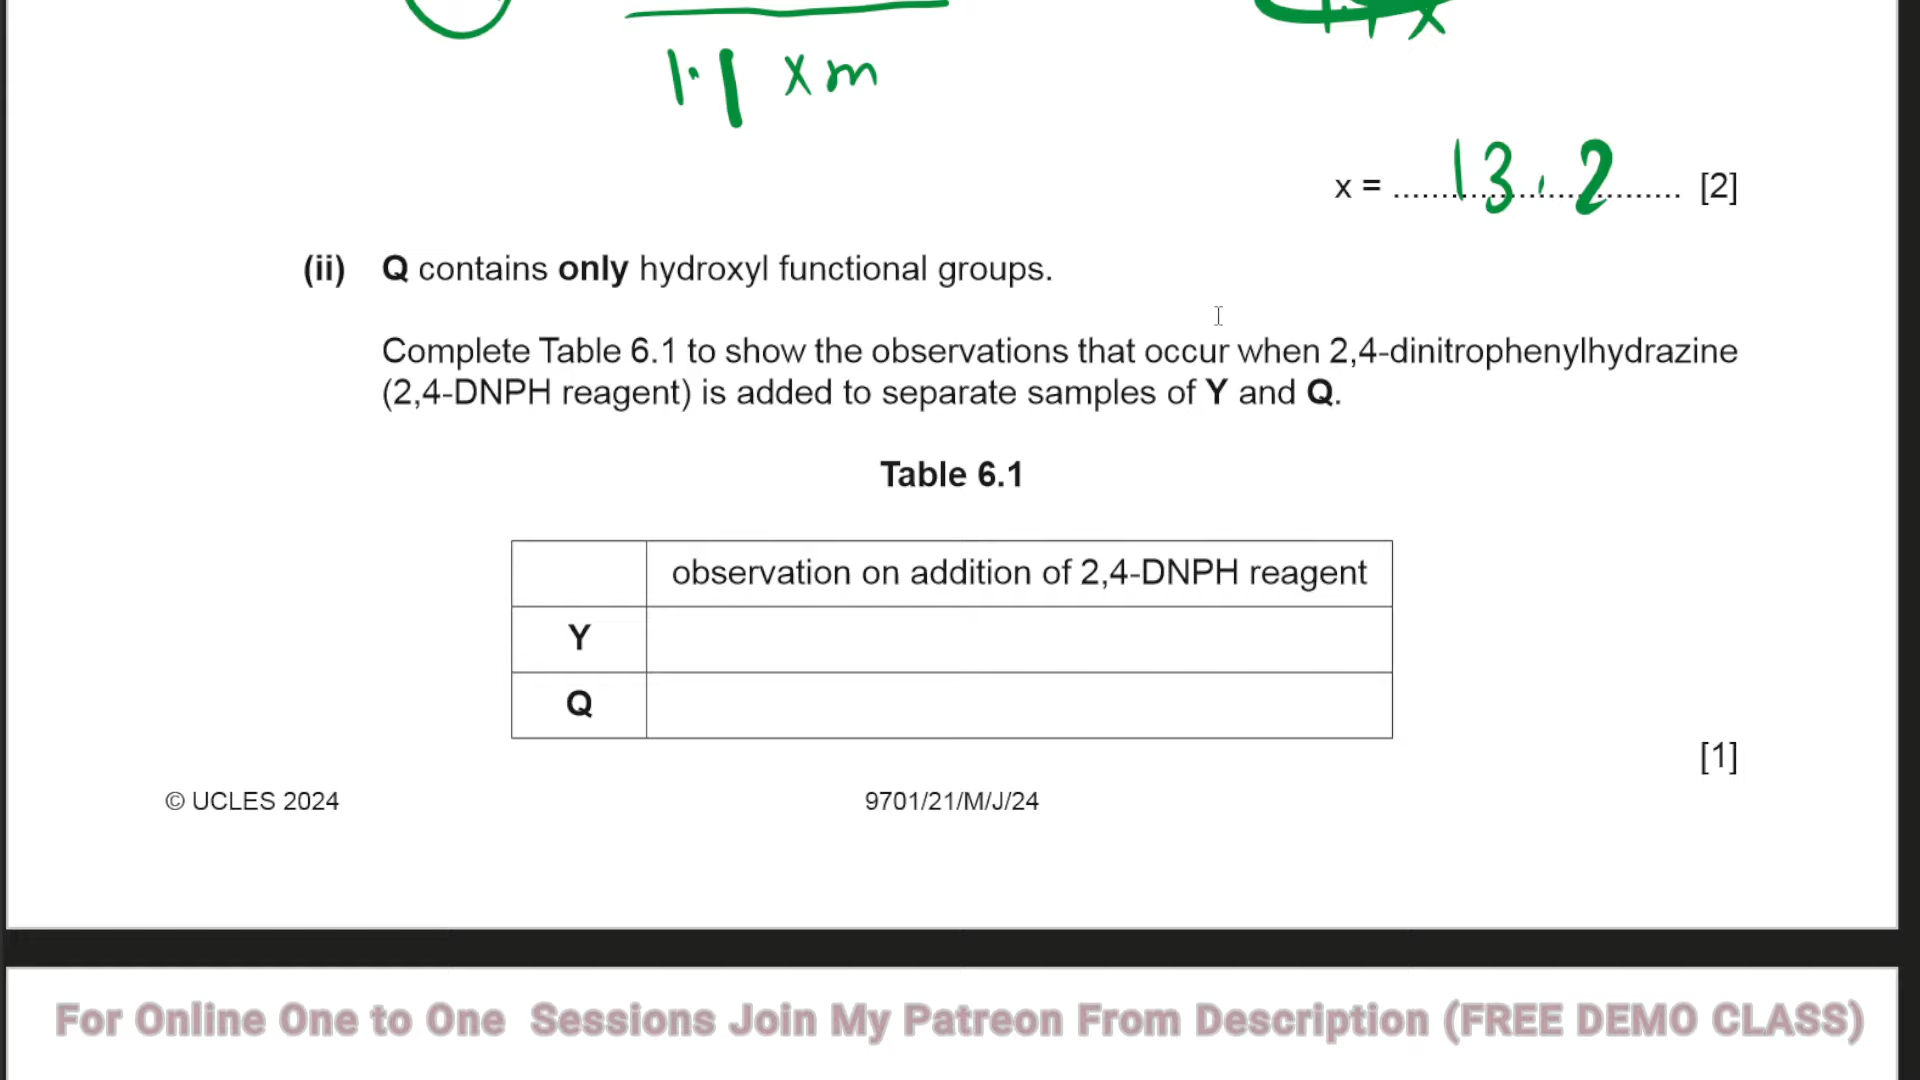 1.1 x m
x = 13.2 [2]
(ii) Q contains only hydroxyl functional groups.
Complete Table 6.1 to show the observations that occur when 2,4-dinitrophenylhydrazine
(2,4-DNPH reagent) is added to separate samples of Y and Q.
Table 6.1
observation on addition of 2,4-DNPH reagent
Y
Q
[1]
© UCLES 2024
9701/21/M/J/24
For Online One to One Sessions Join My Patreon From Description (FREE DEMO CLASS)